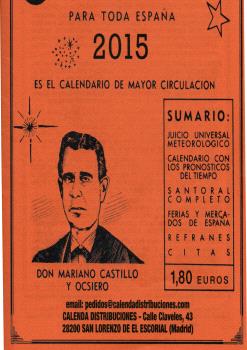 PARA TODA ESPAÑA
2015
ES EL CALENDARIO DE MAYOR CIRCULACION
SUMARIO:
JUICIO UNIVERSAL
METEOROLOGICO
CALENDARIO CON
LOS PRONOSTICOS
DEL TIEMPO
SANTORAL
COMPLETO
FERIAS Y MERCA-
DOS DE ESPAÑA
REFRANES
CITAS
1,80 EUROS
DON MARIANO CASTILLO
Y OCSIERO
email: pedidos@calendadistribuciones.com
CALENDA DISTRIBUCIONES - Calle Claveles, 43
28200 SAN LORENZO DE EL ESCORIAL (Madrid)